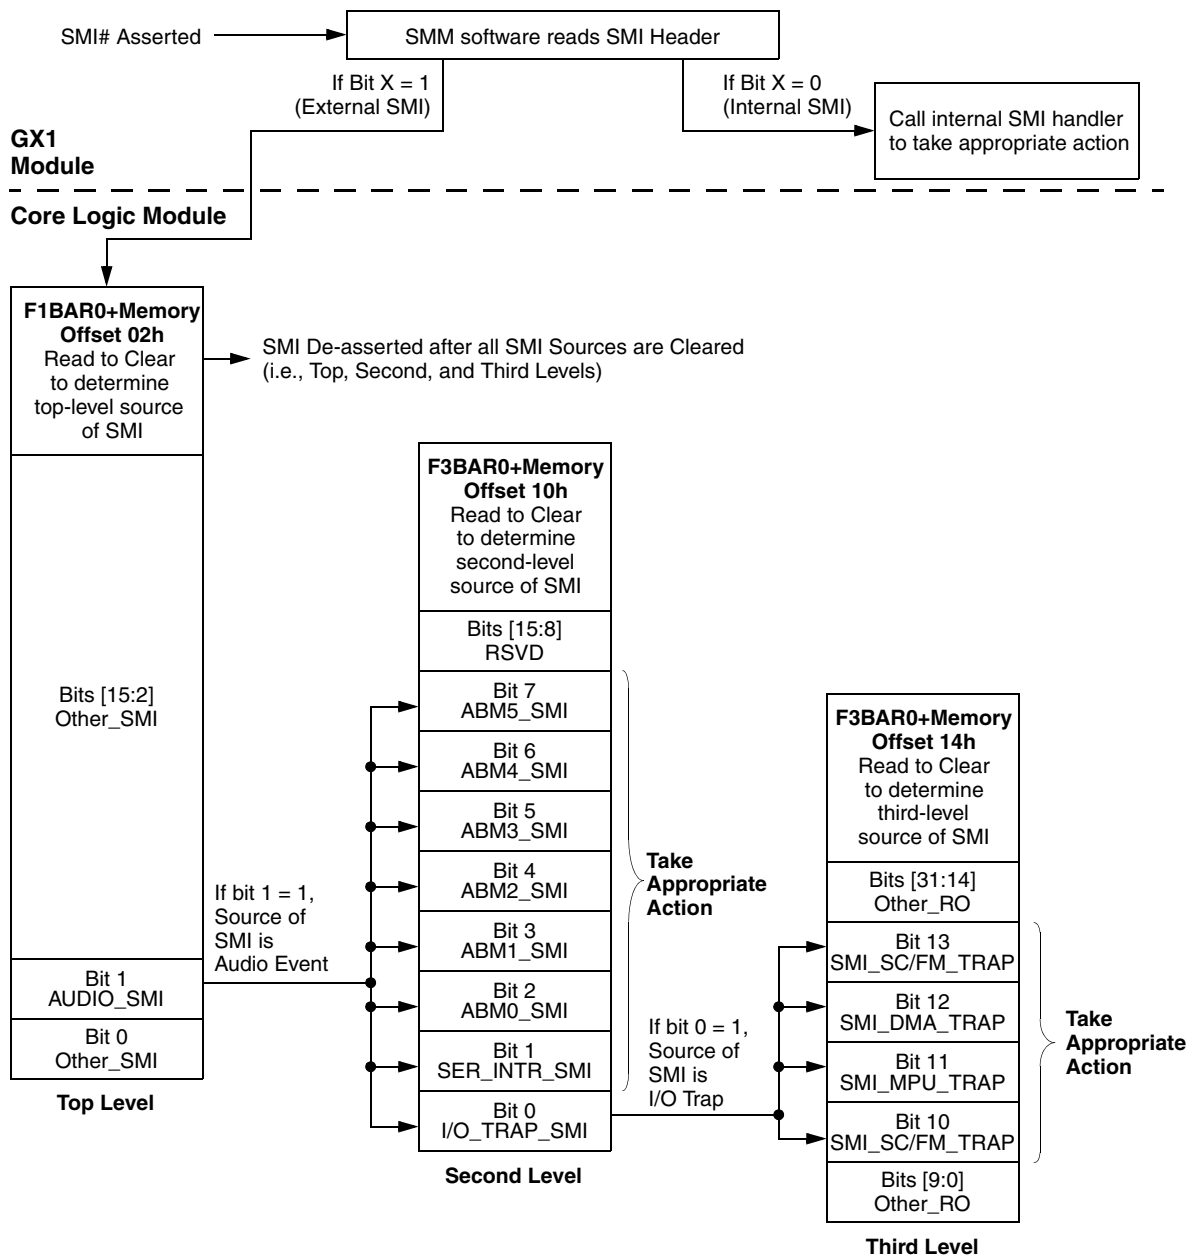 SMI# Asserted
SMM software reads SMI Header
If Bit X = 1
(External SMI)
If Bit X = 0
(Internal SMI)
Call internal SMI handler
to take appropriate action
GX1
Module
Core Logic Module
F1BAR0+Memory
Offset 02h
Read to Clear
to determine
top-level source
of SMI
SMI De-asserted after all SMI Sources are Cleared
(i.e., Top, Second, and Third Levels)
Bits [15:2]
Other_SMI
Bit 1
AUDIO_SMI
Bit 0
Other_SMI
Top Level
If bit 1 = 1,
Source of
SMI is
Audio Event
F3BAR0+Memory
Offset 10h
Read to Clear
to determine
second-level
source of SMI
Bits [15:8]
RSVD
Bit 7
ABM5_SMI
Bit 6
ABM4_SMI
Bit 5
ABM3_SMI
Bit 4
ABM2_SMI
Bit 3
ABM1_SMI
Bit 2
ABM0_SMI
Bit 1
SER_INTR_SMI
Bit 0
I/O_TRAP_SMI
Second Level
Take
Appropriate
Action
If bit 0 = 1,
Source of
SMI is
I/O Trap
F3BAR0+Memory
Offset 14h
Read to Clear
to determine
third-level
source of SMI
Bits [31:14]
Other_RO
Bit 13
SMI_SC/FM_TRAP
Bit 12
SMI_DMA_TRAP
Bit 11
SMI_MPU_TRAP
Bit 10
SMI_SC/FM_TRAP
Bits [9:0]
Other_RO
Third Level
Take
Appropriate
Action